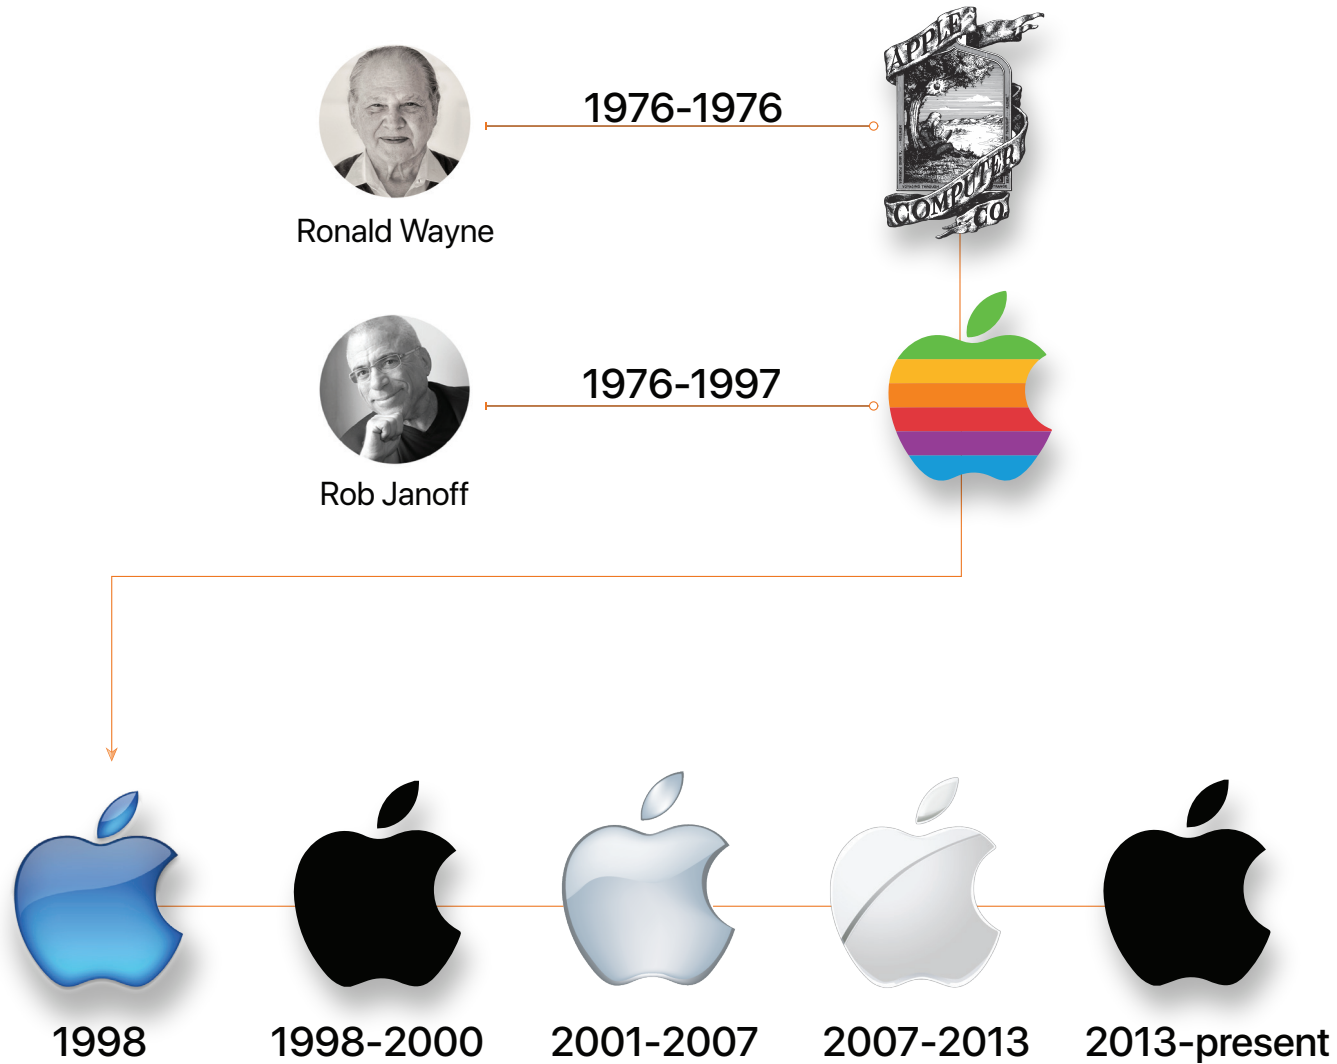 1976-1976
APPLE
COMPUTER
CO.
Ronald Wayne
1976-1997
Rob Janoff
1998
1998-2000
2001-2007
2007-2013
2013-present